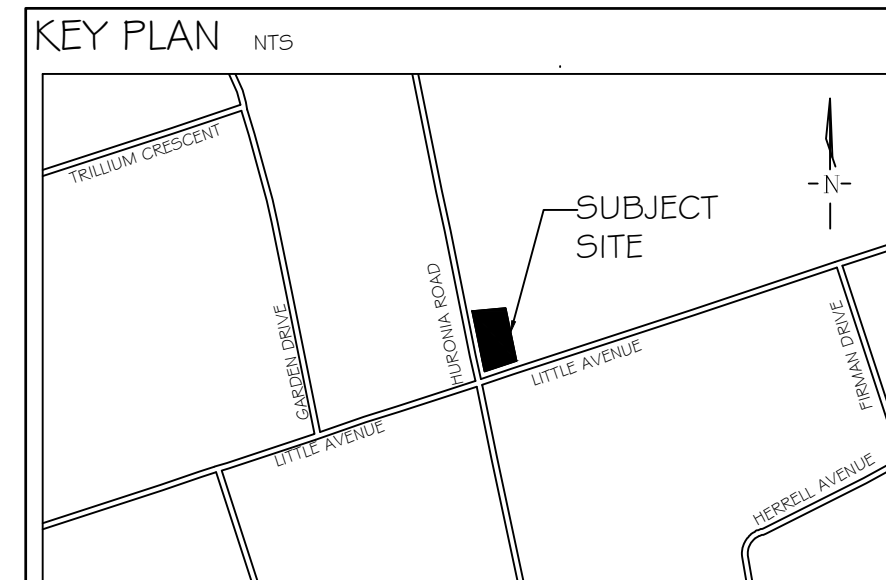 KEY PLAN NTS
TRILLIUM CRESCENT
N
SUBJECT
SITE
HURONIA ROAD
GARDEN DRIVE
FIRMAN DRIVE
LITTLE AVENUE
LITTLE AVENUE
HERRELL AVENUE